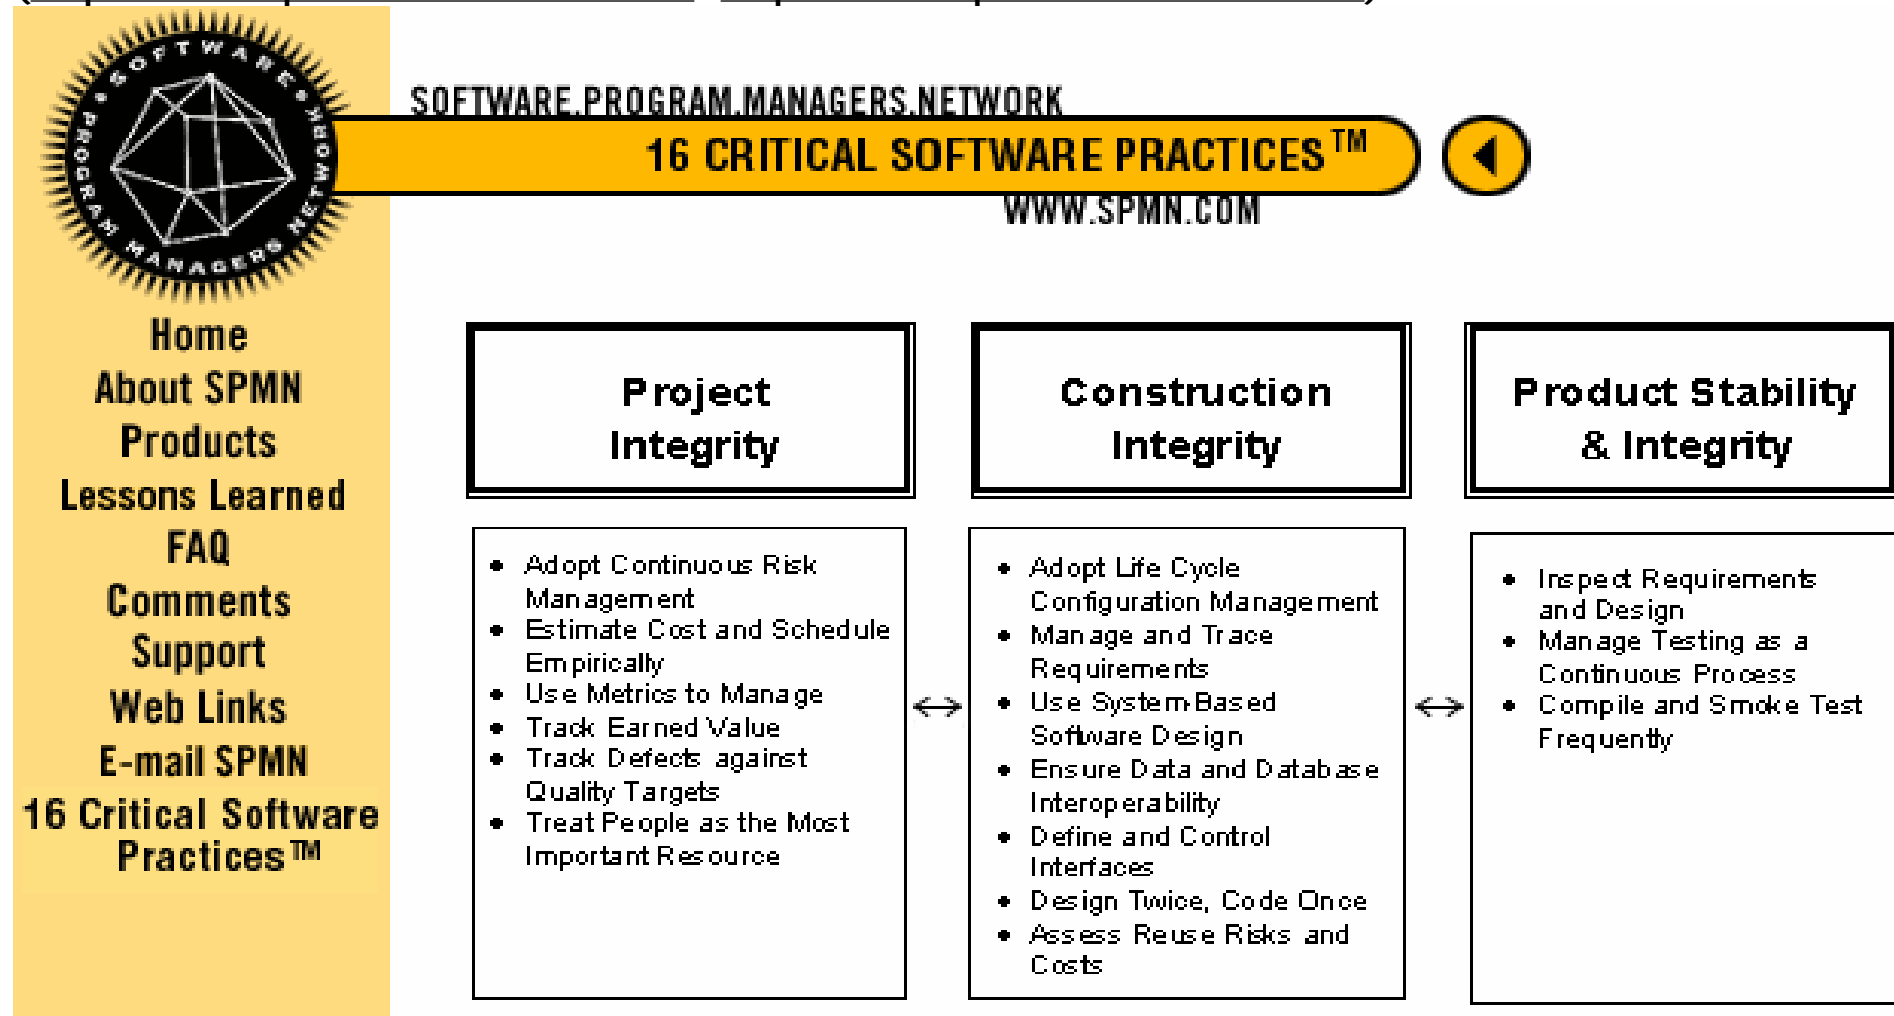 SOFTWARE • PROGRAM MANAGERS NETWORK •
SOFTWARE.PROGRAM.MANAGERS.NETWORK
16 CRITICAL SOFTWARE PRACTICES™
WWW.SPMN.COM
Home
About SPMN
Products
Lessons Learned
FAQ
Comments
Support
Web Links
E-mail SPMN
16 Critical Software
Practices™
Project
Integrity
• Adopt Continuous Risk
Management
• Estimate Cost and Schedule
Empirically
• Use Metrics to Manage
• Track Earned Value
• Track Defects against
Quality Targets
• Treat People as the Most
Important Resource
Construction
Integrity
• Adopt Life Cycle
Configuration Management
• Manage and Trace
Requirements
• Use System-Based
Software Design
• Ensure Data and Database
Interoperability
• Define and Control
Interfaces
• Design Twice, Code Once
• Assess Reuse Risks and
Costs
Product Stability
& Integrity
• Inspect Requirements
and Design
• Manage Testing as a
Continuous Process
• Compile and Smoke Test
Frequently